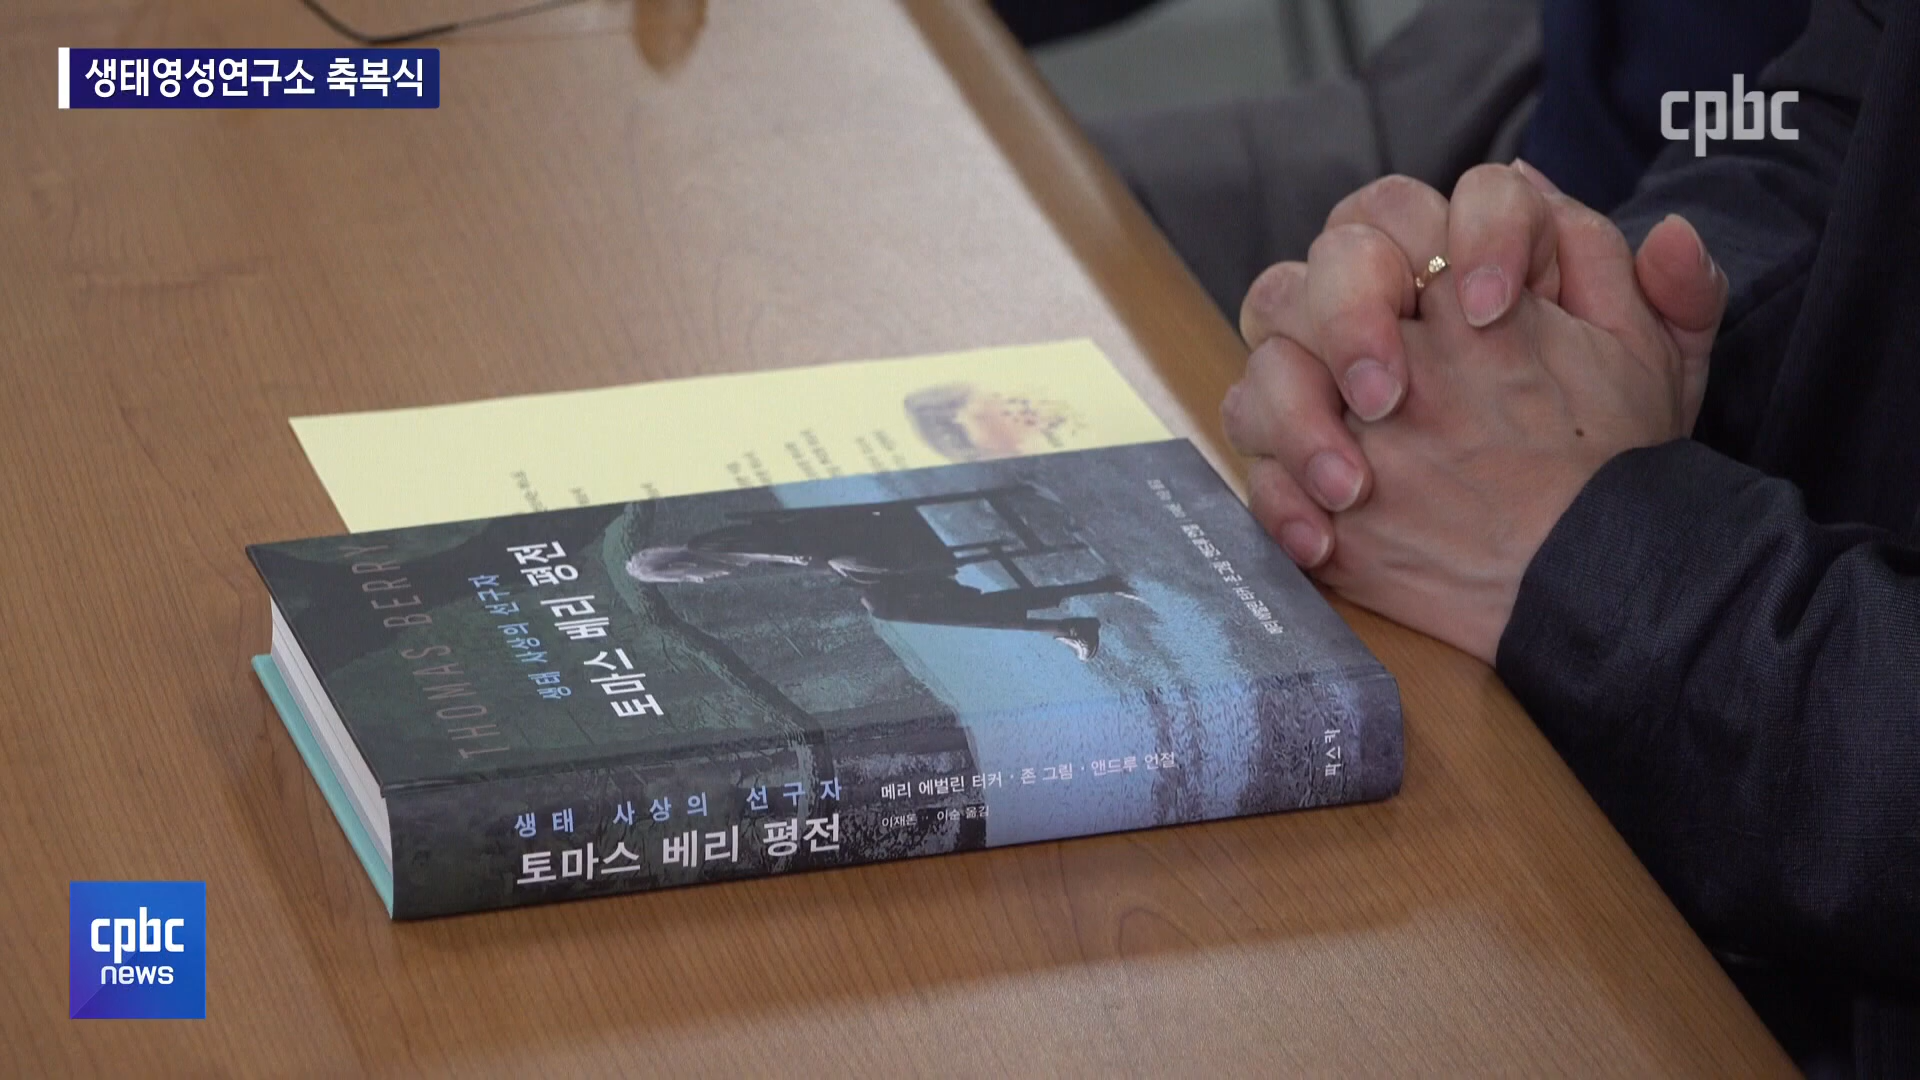 생태영성연구소 축복식
cpbc
THOMAS BERRY
생태 사상의 선구자
토마스 베리 평전
생태 사상의 선구자
토마스 베리 평전
메리 에벌린 터커 · 존 그림 · 앤드루 언절
이재돈 · 이순 옮김
파스카
cpbc
news